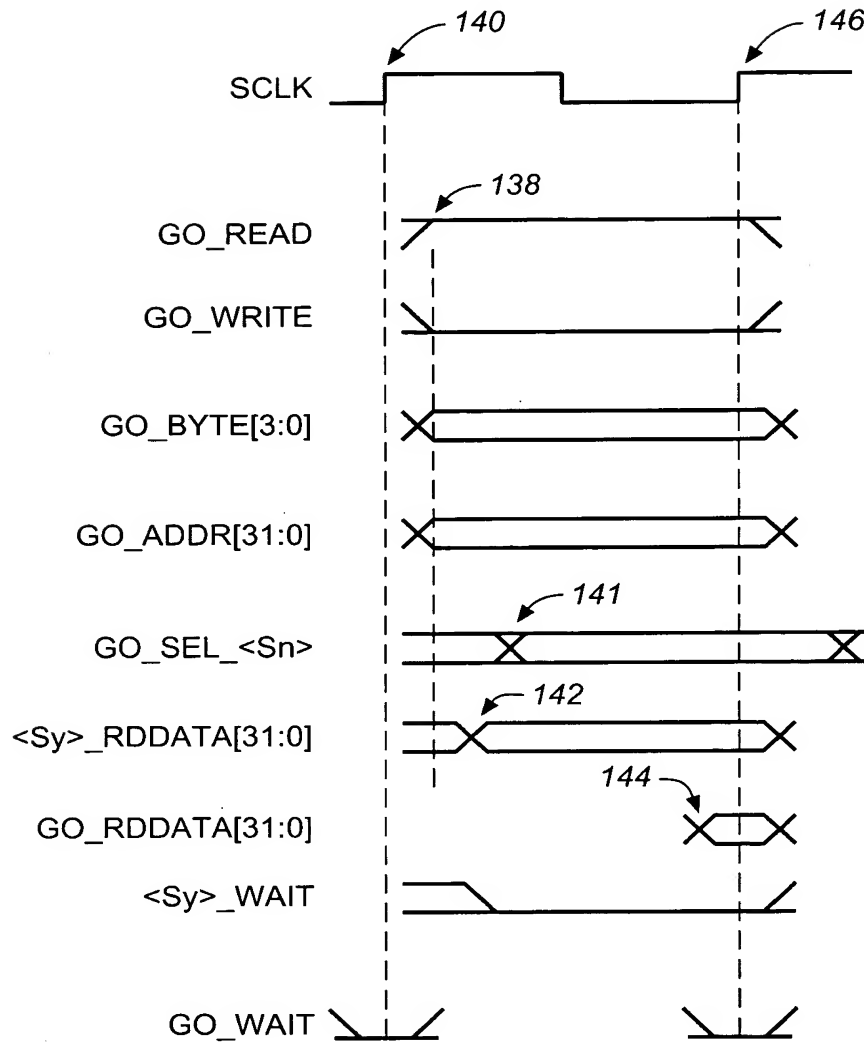 140
146
SCLK
138
GO_READ
GO_WRITE
GO_BYTE[3:0]
GO_ADDR[31:0]
141
GO_SEL_<Sn>
142
<Sy>_RDDATA[31:0]
144
GO_RDDATA[31:0]
<Sy>_WAIT
GO_WAIT